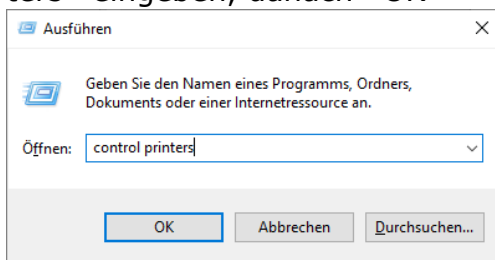 Ausführen
Geben Sie den Namen eines Programms, Ordners,
Dokuments oder einer Internetressource an.
Öffnen: control printers
OK Abbrechen Durchsuchen...